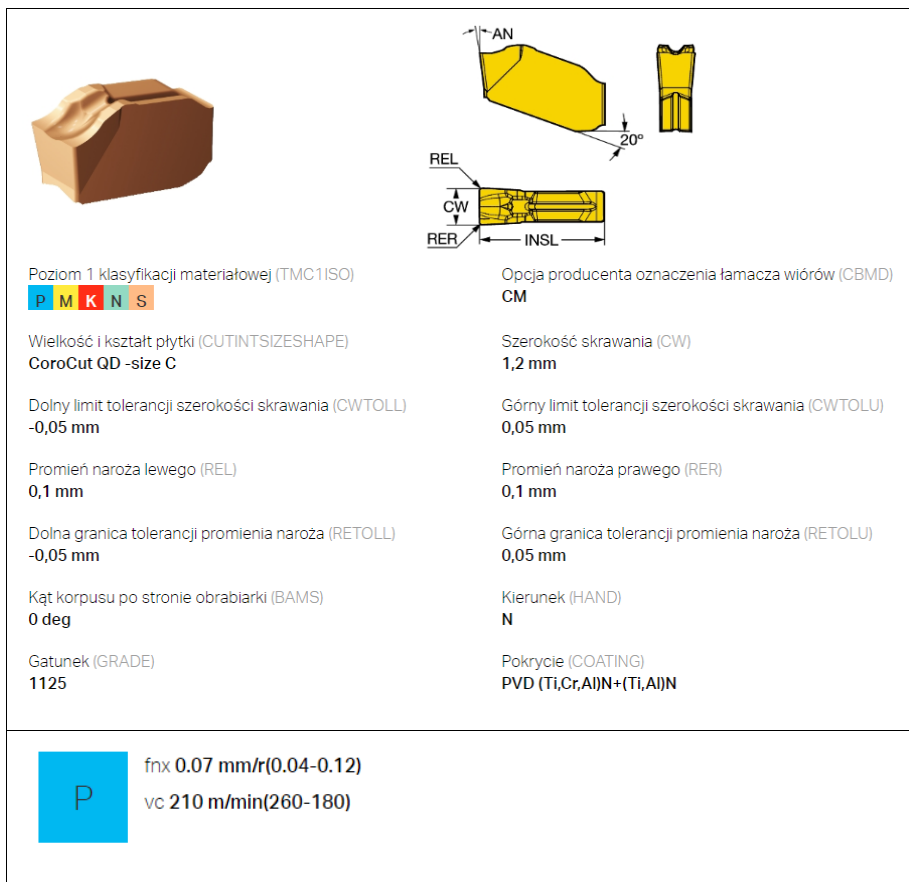 AN
20°
REL
CW
RER
INSL
Poziom 1 klasyfikacji materiałowej (TMC1ISO)
P M K N S
Opcja producenta oznaczenia łamacza wiórów (CBMD)
CM
Wielkość i kształt płytki (CUTINTSIZESHAPE)
CoroCut QD -size C
Szerokość skrawania (CW)
1,2 mm
Dolny limit tolerancji szerokości skrawania (CWTOLL)
-0,05 mm
Górny limit tolerancji szerokości skrawania (CWTOLU)
0,05 mm
Promień naroża lewego (REL)
0,1 mm
Promień naroża prawego (RER)
0,1 mm
Dolna granica tolerancji promienia naroża (RETOLL)
-0,05 mm
Górna granica tolerancji promienia naroża (RETOLU)
0,05 mm
Kąt korpusu po stronie obrabiarki (BAMS)
0 deg
Kierunek (HAND)
N
Gatunek (GRADE)
1125
Pokrycie (COATING)
PVD (Ti,Cr,Al)N+(Ti,Al)N
P
fnx 0.07 mm/r(0.04-0.12)
vc 210 m/min(260-180)